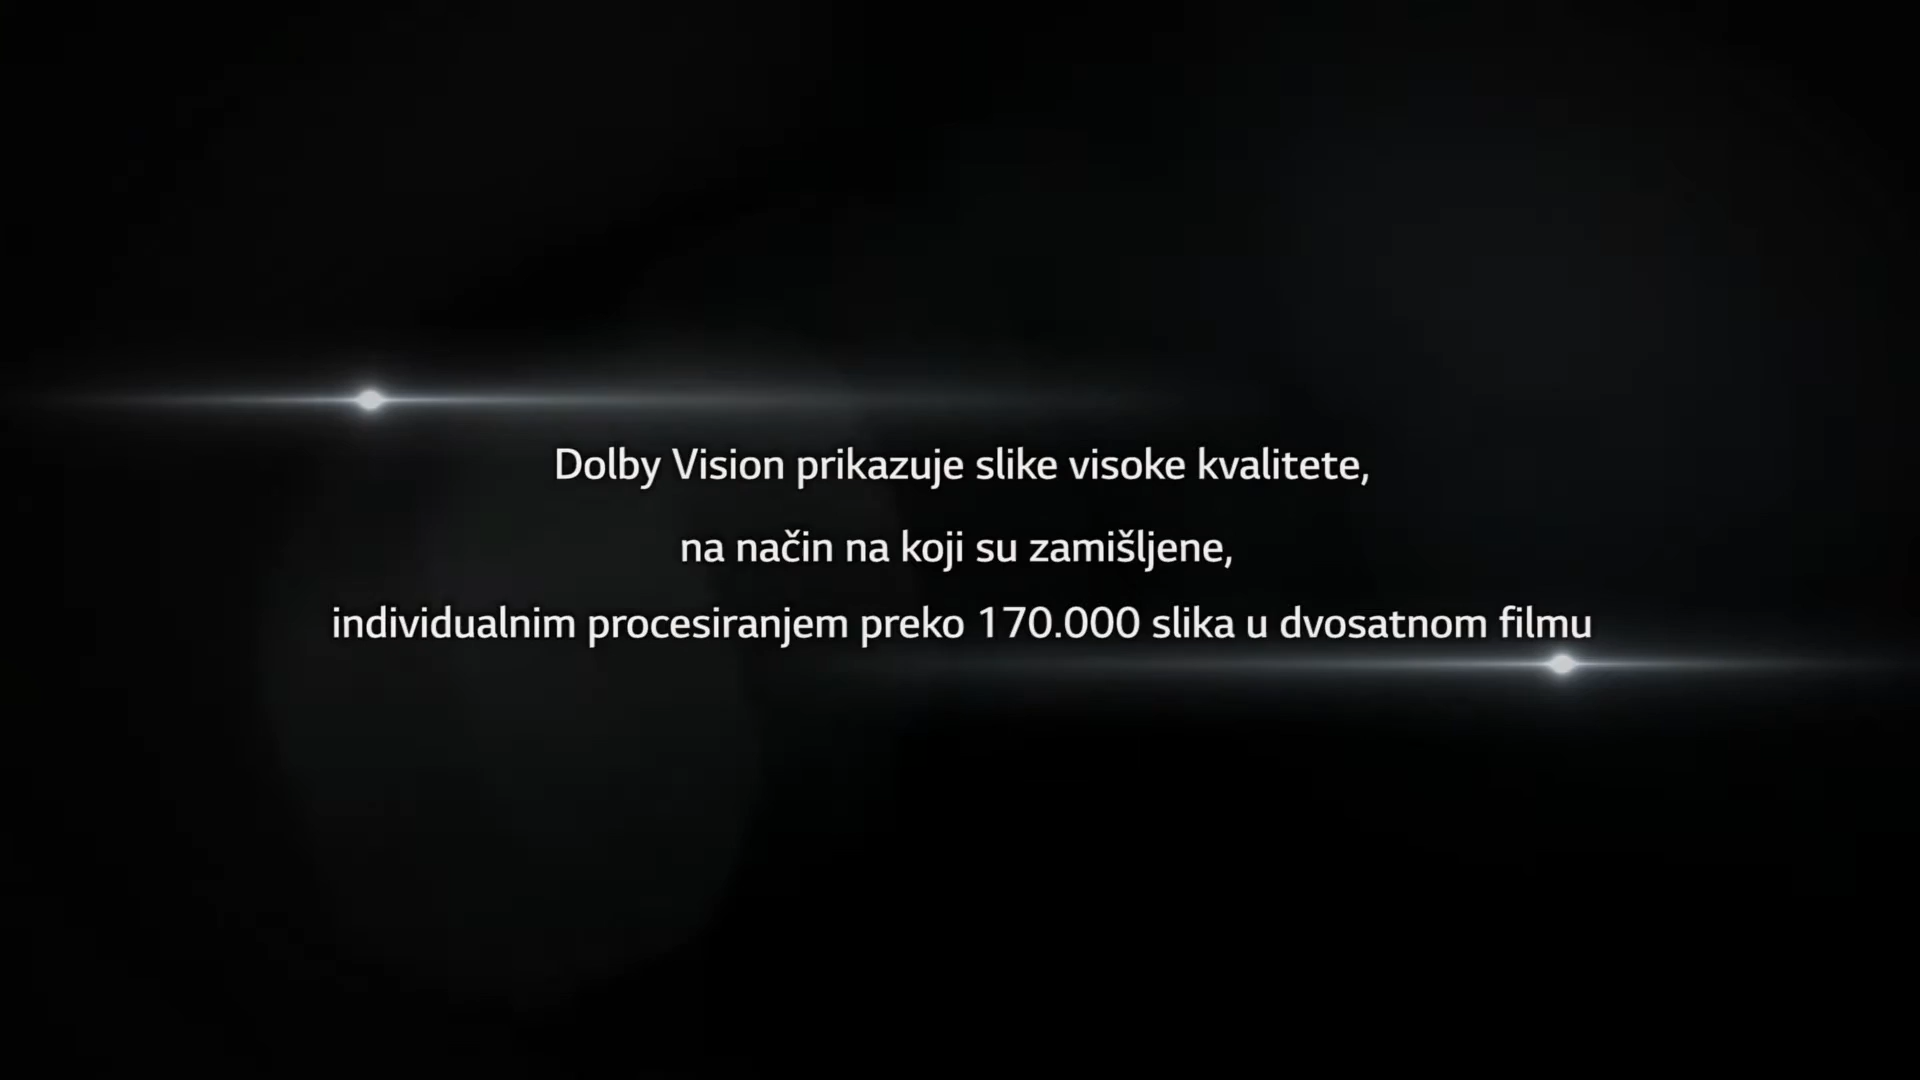 Dolby Vision prikazuje slike visoke kvalitete,
na način na koji su zamišljene,
individualnim procesiranjem preko 170.000 slika u dvosatnom filmu